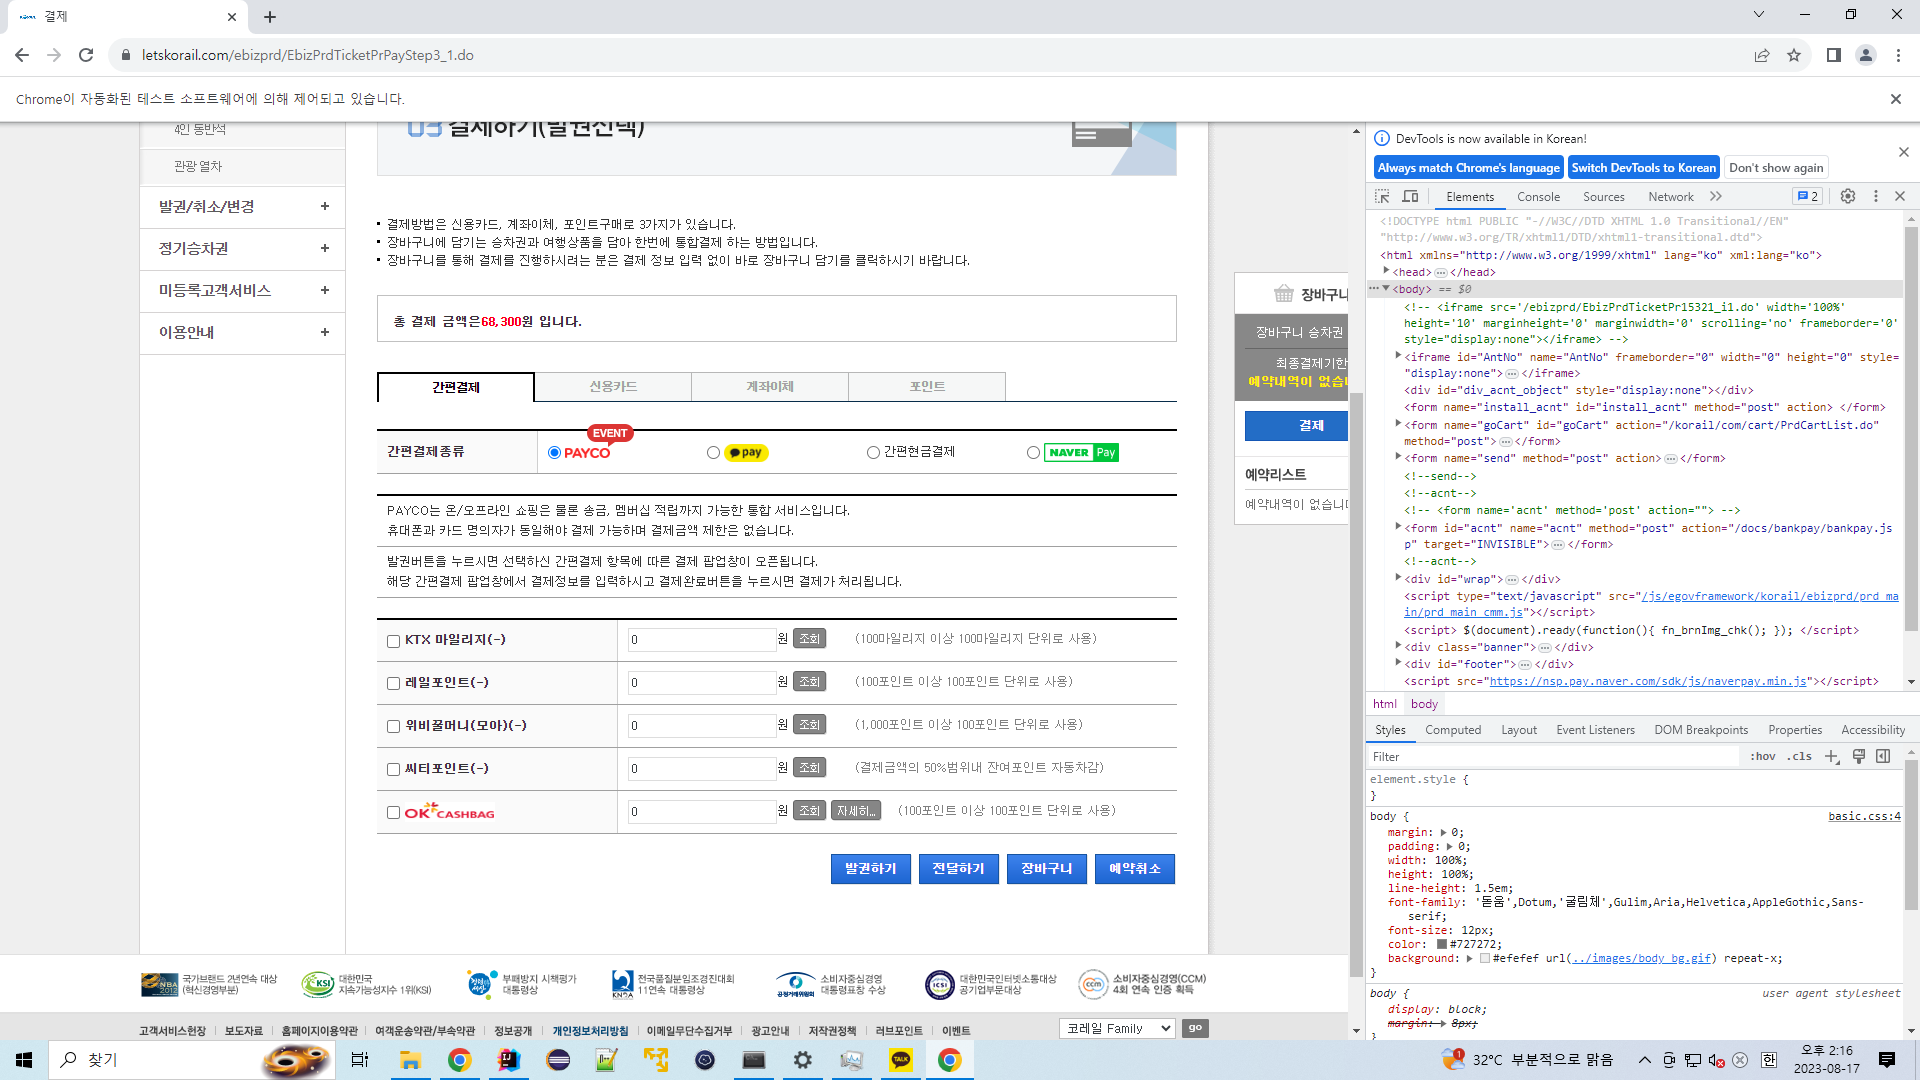 결제
letskorail.com/ebizprd/EbizPrdTicketPrPayStep3_1.do
Chrome이 자동화된 테스트 소프트웨어에 의해 제어되고 있습니다.
4인 동반석
관광 열차
발권/취소/변경 +
정기승차권 +
미등록고객서비스 +
이용안내 +
03 결제하기(발권선택)
결제방법은 신용카드, 계좌이체, 포인트구매로 3가지가 있습니다.
장바구니에 담기는 승차권과 여행상품을 담아 한번에 통합결제 하는 방법입니다.
장바구니를 통해 결제를 진행하시려는 분은 결제 정보 입력 없이 바로 장바구니 담기를 클릭하시기 바랍니다.
총 결제 금액은68,300원 입니다.
간편결제 신용카드 계좌이체 포인트
EVENT
간편결제종류 PAYCO pay 간편현금결제 NAVER Pay
PAYCO는 온/오프라인 쇼핑은 물론 송금, 멤버십 적립까지 가능한 통합 서비스입니다.
휴대폰과 카드 명의자가 동일해야 결제 가능하며 결제금액 제한은 없습니다.
발권버튼을 누르시면 선택하신 간편결제 항목에 따른 결제 팝업창이 오픈됩니다.
해당 간편결제 팝업창에서 결제정보를 입력하시고 결제완료버튼을 누르시면 결제가 처리됩니다.
KTX 마일리지(-) 0 원 조회 (100마일리지 이상 100마일리지 단위로 사용)
레일포인트(-) 0 원 조회 (100포인트 이상 100포인트 단위로 사용)
위비꿀머니(모아)(-) 0 원 조회 (1,000포인트 이상 100포인트 단위로 사용)
씨티포인트(-) 0 원 조회 (결제금액의 50%범위내 잔여포인트 자동차감)
OK CASHBAG 0 원 조회 자세히... (100포인트 이상 100포인트 단위로 사용)
발권하기 전달하기 장바구니 예약취소
장바구니
장바구니 승차권
최종결제기한
예약내역이 없습니
결제
예약리스트
예약내역이 없습니다
국가브랜드 2년연속 대상
(혁신경영부분)
KSI 대한민국
지속가능성지수 1위(KSI)
부패방지 시책평가
대통령상
전국품질분임조경진대회
11연속 대통령상
공정거래위원회 소비자중심경영
대통령표창 수상
ICSI 대한민국인터넷소통대상
공기업부문대상
ccm 소비자중심경영(CCM)
4회 연속 인증 획득
고객서비스헌장 보도자료 홈페이지이용약관 여객운송약관/부속약관 정보공개 개인정보처리방침 이메일무단수집거부 광고안내 저작권정책 러브포인트 이벤트 코레일 Family go
DevTools is now available in Korean!
Always match Chrome's language Switch DevTools to Korean Don't show again
Elements Console Sources Network 2
<!DOCTYPE html PUBLIC "-//W3C//DTD XHTML 1.0 Transitional//EN"
"http://www.w3.org/TR/xhtml1/DTD/xhtml1-transitional.dtd">
<html xmlns="http://www.w3.org/1999/xhtml" lang="ko" xml:lang="ko">
<head>…</head>
<body> == $0
<!-- <iframe src='/ebizprd/EbizPrdTicketPr15321_i1.do' width='100%'
height='10' marginheight='0' marginwidth='0' scrolling='no' frameborder='0'
style="display:none"></iframe> -->
<iframe id="AntNo" name="AntNo" frameborder="0" width="0" height="0" style=
"display:none">…</iframe>
<div id="div_acnt_object" style="display:none"></div>
<form name="install_acnt" id="install_acnt" method="post" action> </form>
<form name="goCart" id="goCart" action="/korail/com/cart/PrdCartList.do"
method="post">…</form>
<form name="send" method="post" action>…</form>
<!--send-->
<!--acnt-->
<!-- <form name='acnt' method='post' action=""> -->
<form id="acnt" name="acnt" method="post" action="/docs/bankpay/bankpay.js
p" target="INVISIBLE">…</form>
<!--acnt-->
<div id="wrap">…</div>
<script type="text/javascript" src="/js/egovframework/korail/ebizprd/prd_ma
in/prd_main_cmm.js"></script>
<script> $(document).ready(function(){ fn_brnImg_chk(); }); </script>
<div class="banner">…</div>
<div id="footer">…</div>
<script src="https://nsp.pay.naver.com/sdk/js/naverpay.min.js"></script>
html body
Styles Computed Layout Event Listeners DOM Breakpoints Properties Accessibility
Filter :hov .cls
element.style {
}
body { basic.css:4
margin: 0;
padding: 0;
width: 100%;
height: 100%;
line-height: 1.5em;
font-family: '돋움',Dotum,'굴림체',Gulim,Aria,Helvetica,AppleGothic,Sans-
serif;
font-size: 12px;
color: #727272;
background: #efefef url(../images/body_bg.gif) repeat-x;
}
body { user agent stylesheet
display: block;
margin: 8px;
}
찾기
TALK
1 32°C 부분적으로 맑음 한 오후 2:16
2023-08-17